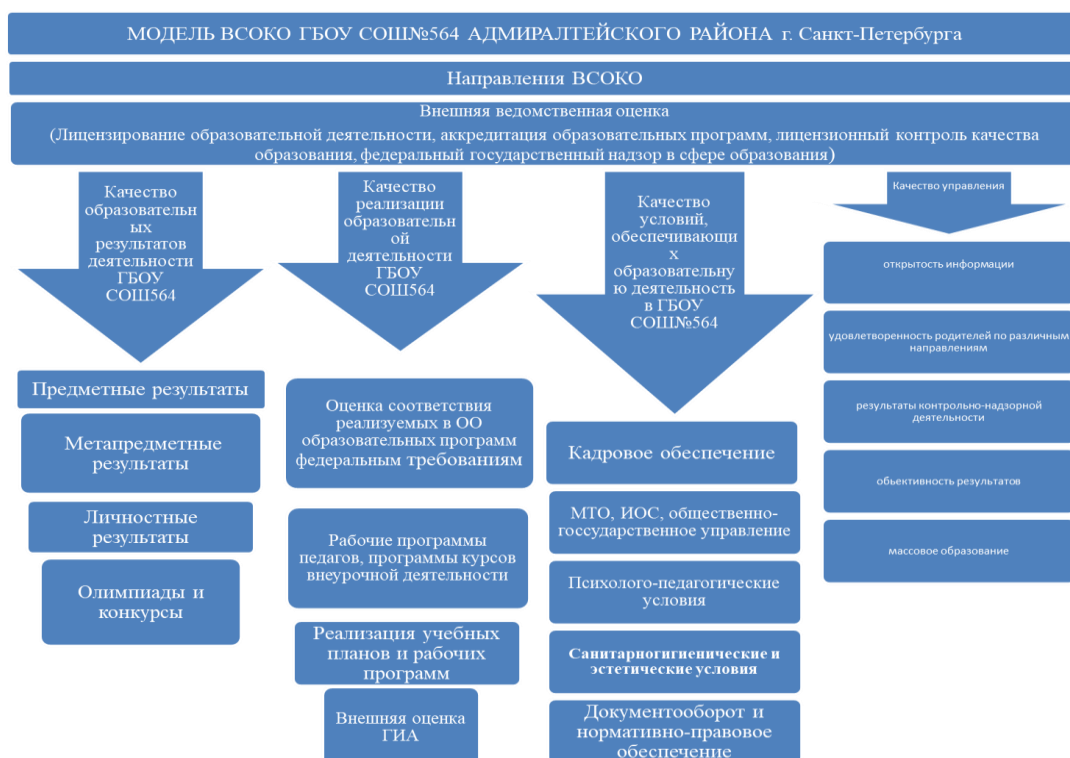 МОДЕЛЬ ВСОКО ГБОУ СОШ№564 АДМИРАЛТЕЙСКОГО РАЙОНА г. Санкт-Петербурга
Направления ВСОКО
Внешняя ведомственная оценка
(Лицензирование образовательной деятельности, аккредитация образовательных программ, лицензионный контроль качества
образования, федеральный государственный надзор в сфере образования)
Качество
образовательн
ых
результатов
деятельности
ГБОУ
СОШ564
Предметные результаты
Метапредметные
результаты
Личностные
результаты
Олимпиады и
конкурсы
Качество
реализации
образовательн
ой
деятельности
ГБОУ
СОШ564
Оценка соответствия
реализуемых в ОО
образовательных программ
федеральным требованиям
Рабочие программы
педагов, программы курсов
внеурочной деятельности
Реализация учебных
планов и рабочих
программ
Внешняя оценка
ГИА
Качество
условий,
обеспечивающи
х
образовательну
ю деятельность
в ГБОУ
СОШ№564
Кадровое обеспечение
МТО, ИОС, общественно-
госсударственное управление
Психолого-педагогические
условия
Санитарногигиенические и
эстетические условия
Документооборот и
нормативно-правовое
обеспечение
Качество управления
открытость информации
удовлетворенность родителей по различным
направлениям
результаты контрольно-надзорной
деятельности
обьективность результатов
массовое образование